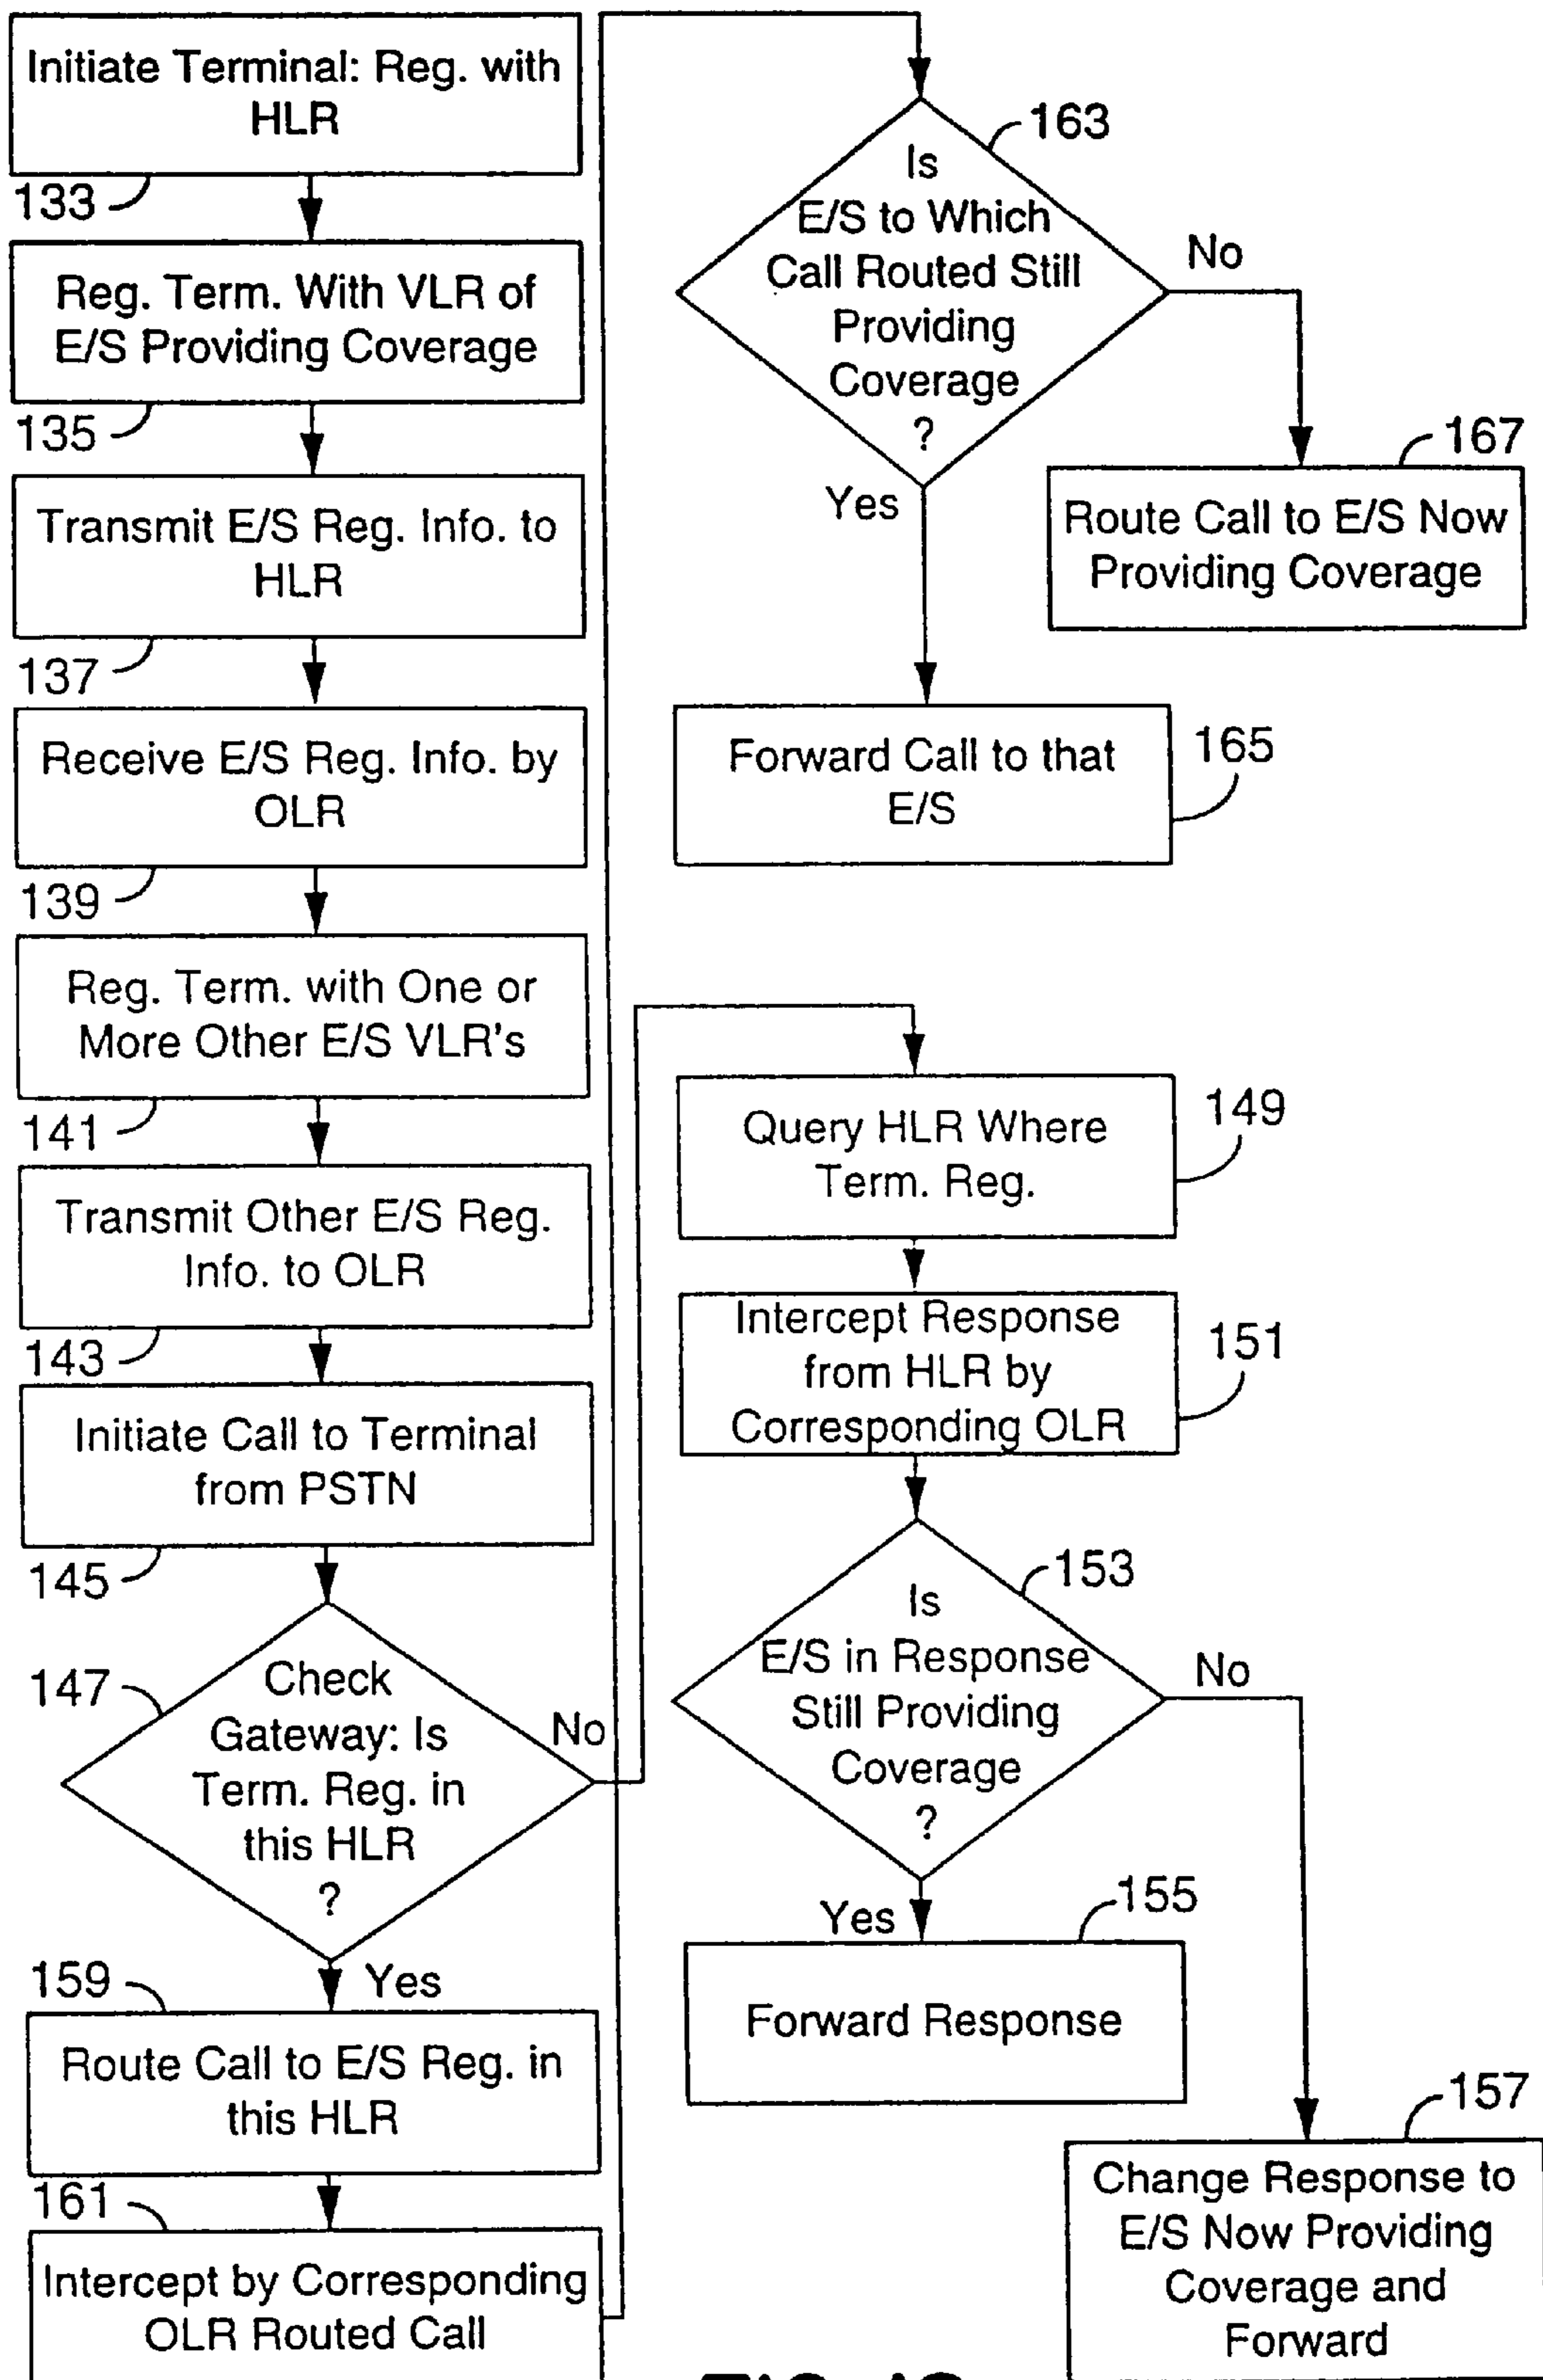 Initiate Terminal: Reg. with
HLR
133
Reg. Term. With VLR of
E/S Providing Coverage
135
Transmit E/S Reg. Info. to
HLR
137
Receive E/S Reg. Info. by
OLR
139
Reg. Term. with One or
More Other E/S VLR's
141
Transmit Other E/S Reg.
Info. to OLR
143
Initiate Call to Terminal
from PSTN
145
147
Check
Gateway: Is
Term. Reg. in
this HLR
?
No
Yes
159
Route Call to E/S Reg. in
this HLR
161
Intercept by Corresponding
OLR Routed Call
163
Is
E/S to Which
Call Routed Still
Providing
Coverage
?
No
Yes
167
Route Call to E/S Now
Providing Coverage
Forward Call to that
E/S
165
Query HLR Where
Term. Reg.
149
Intercept Response
from HLR by
Corresponding OLR
151
153
Is
E/S in Response
Still Providing
Coverage
?
No
Yes
155
Forward Response
157
Change Response to
E/S Now Providing
Coverage and
Forward